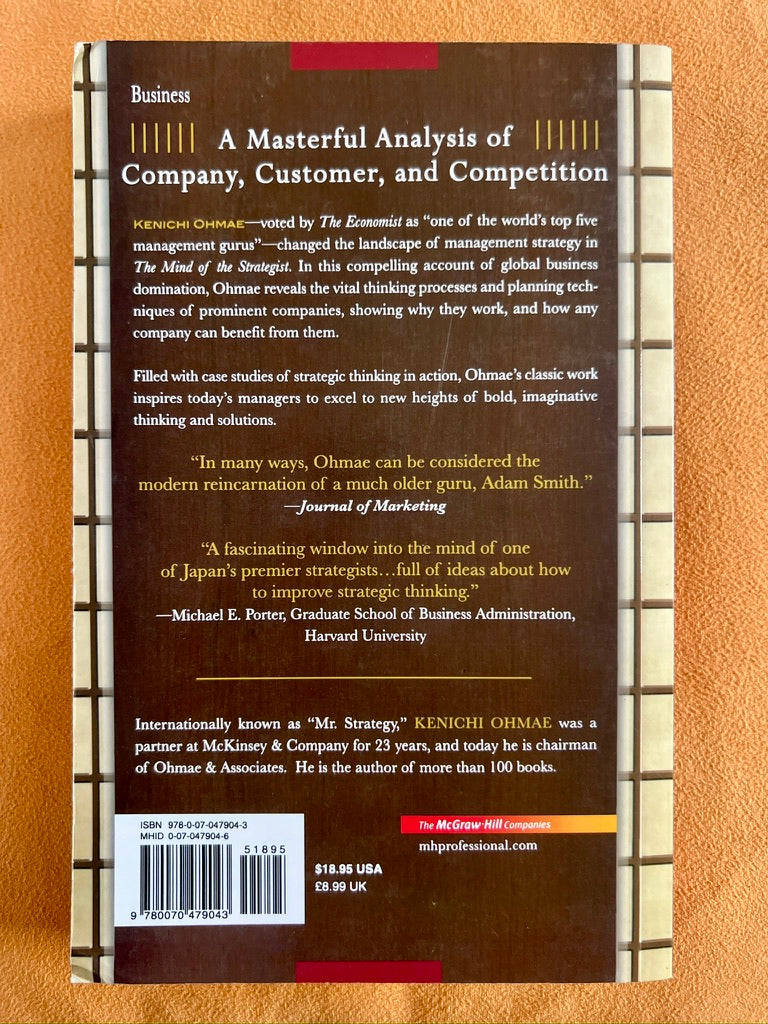 Business
A Masterful Analysis of
Company, Customer, and Competition
KENICHI OHMAE—voted by The Economist as “one of the world’s top five
management gurus”—changed the landscape of management strategy in
The Mind of the Strategist. In this compelling account of global business
domination, Ohmae reveals the vital thinking processes and planning tech-
niques of prominent companies, showing why they work, and how any
company can benefit from them.
Filled with case studies of strategic thinking in action, Ohmae’s classic work
inspires today’s managers to excel to new heights of bold, imaginative
thinking and solutions.
“In many ways, Ohmae can be considered the
modern reincarnation of a much older guru, Adam Smith.”
—Journal of Marketing
“A fascinating window into the mind of one
of Japan’s premier strategists…full of ideas about how
to improve strategic thinking.”
—Michael E. Porter, Graduate School of Business Administration,
Harvard University
Internationally known as “Mr. Strategy,” KENICHI OHMAE was a
partner at McKinsey & Company for 23 years, and today he is chairman
of Ohmae & Associates. He is the author of more than 100 books.
ISBN 978-0-07-047904-3
MHID 0-07-047904-6
51895
9 780070 479043
$18.95 USA
£8.99 UK
The McGraw·Hill Companies
mhprofessional.com